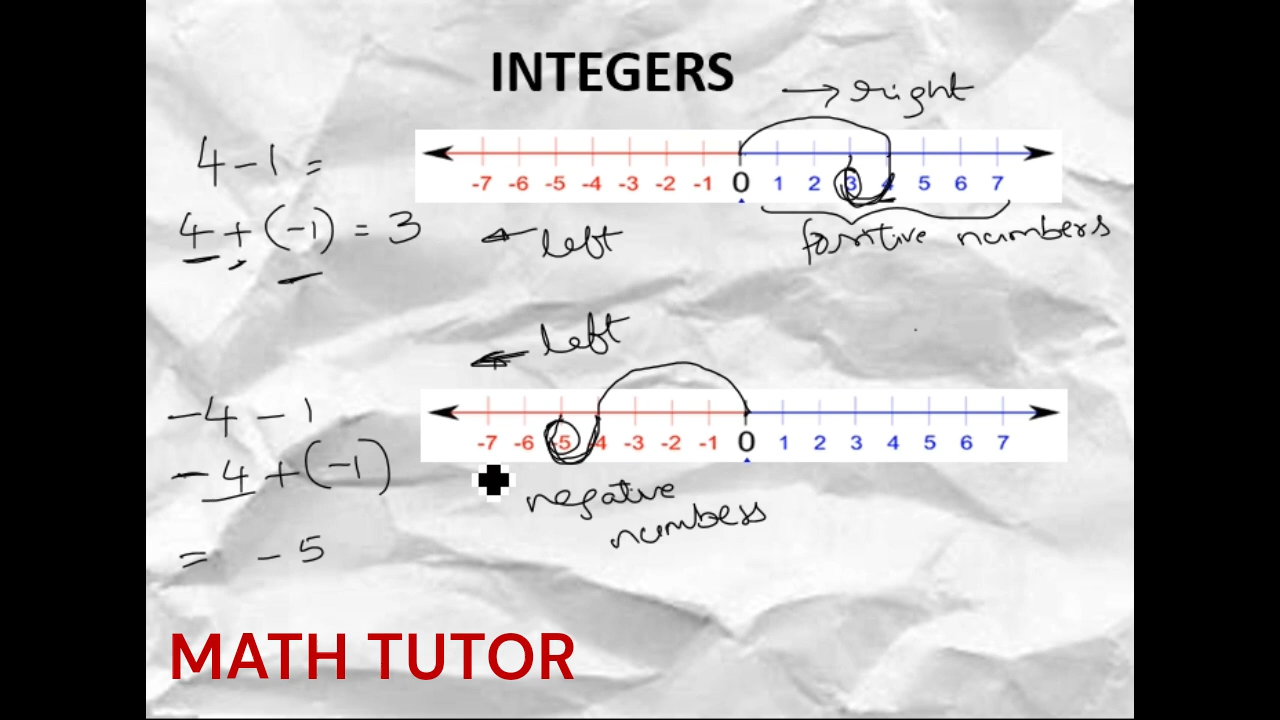 INTEGERS
→ right
4 - 1 =
-7 -6 -5 -4 -3 -2 -1 0 1 2 3 4 5 6 7
4 + (-1) = 3
← left
positive numbers
← left
-4 - 1
-7 -6 -5 -4 -3 -2 -1 0 1 2 3 4 5 6 7
-4 + (-1)
negative
numbers
= -5
MATH TUTOR